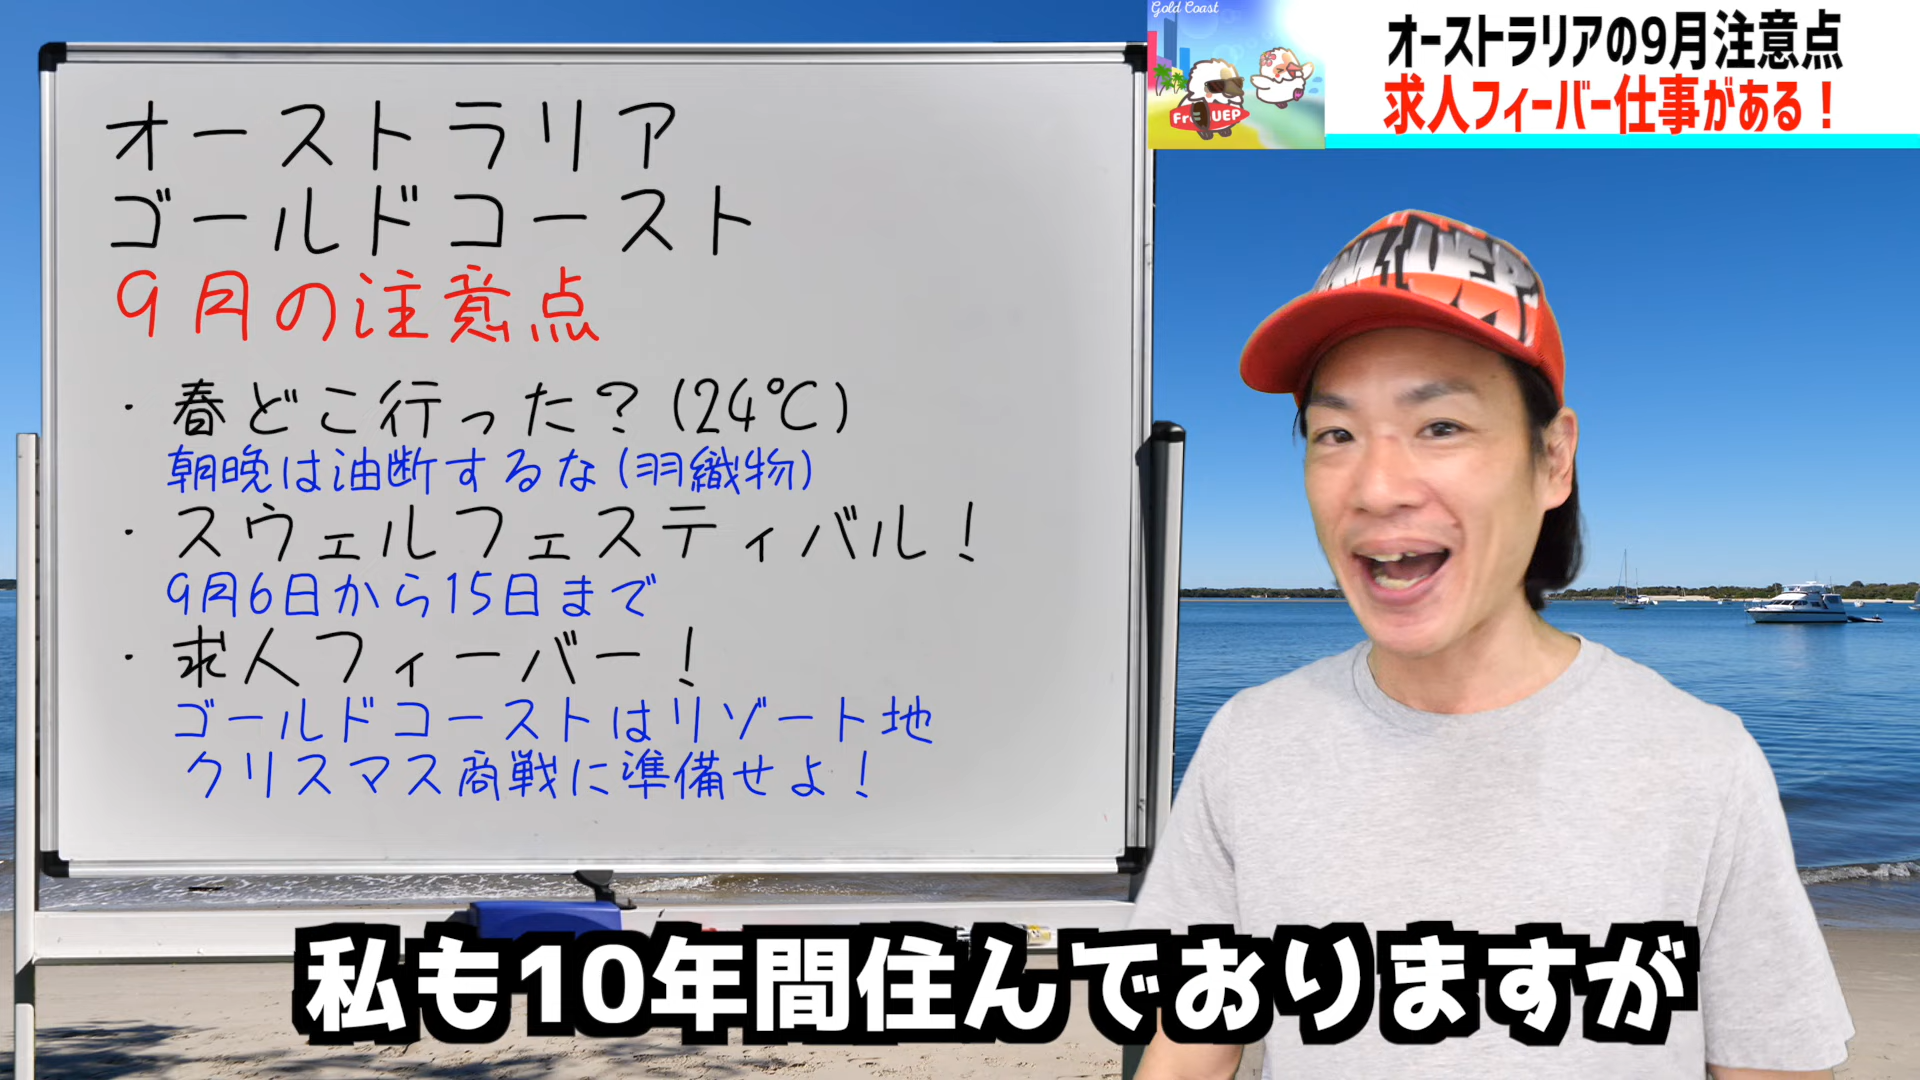 Gold Coast
Fr UEP
オーストラリアの9月注意点
求人フィーバー仕事がある！
オーストラリア
ゴールドコースト
9月の注意点
・春どこ行った？(24℃)
朝晩は油断するな(羽織物)
・スウェルフェスティバル！
9月6日から15日まで
・求人フィーバー！
ゴールドコーストはリゾート地
クリスマス商戦に準備せよ！
私も10年間住んでおりますが